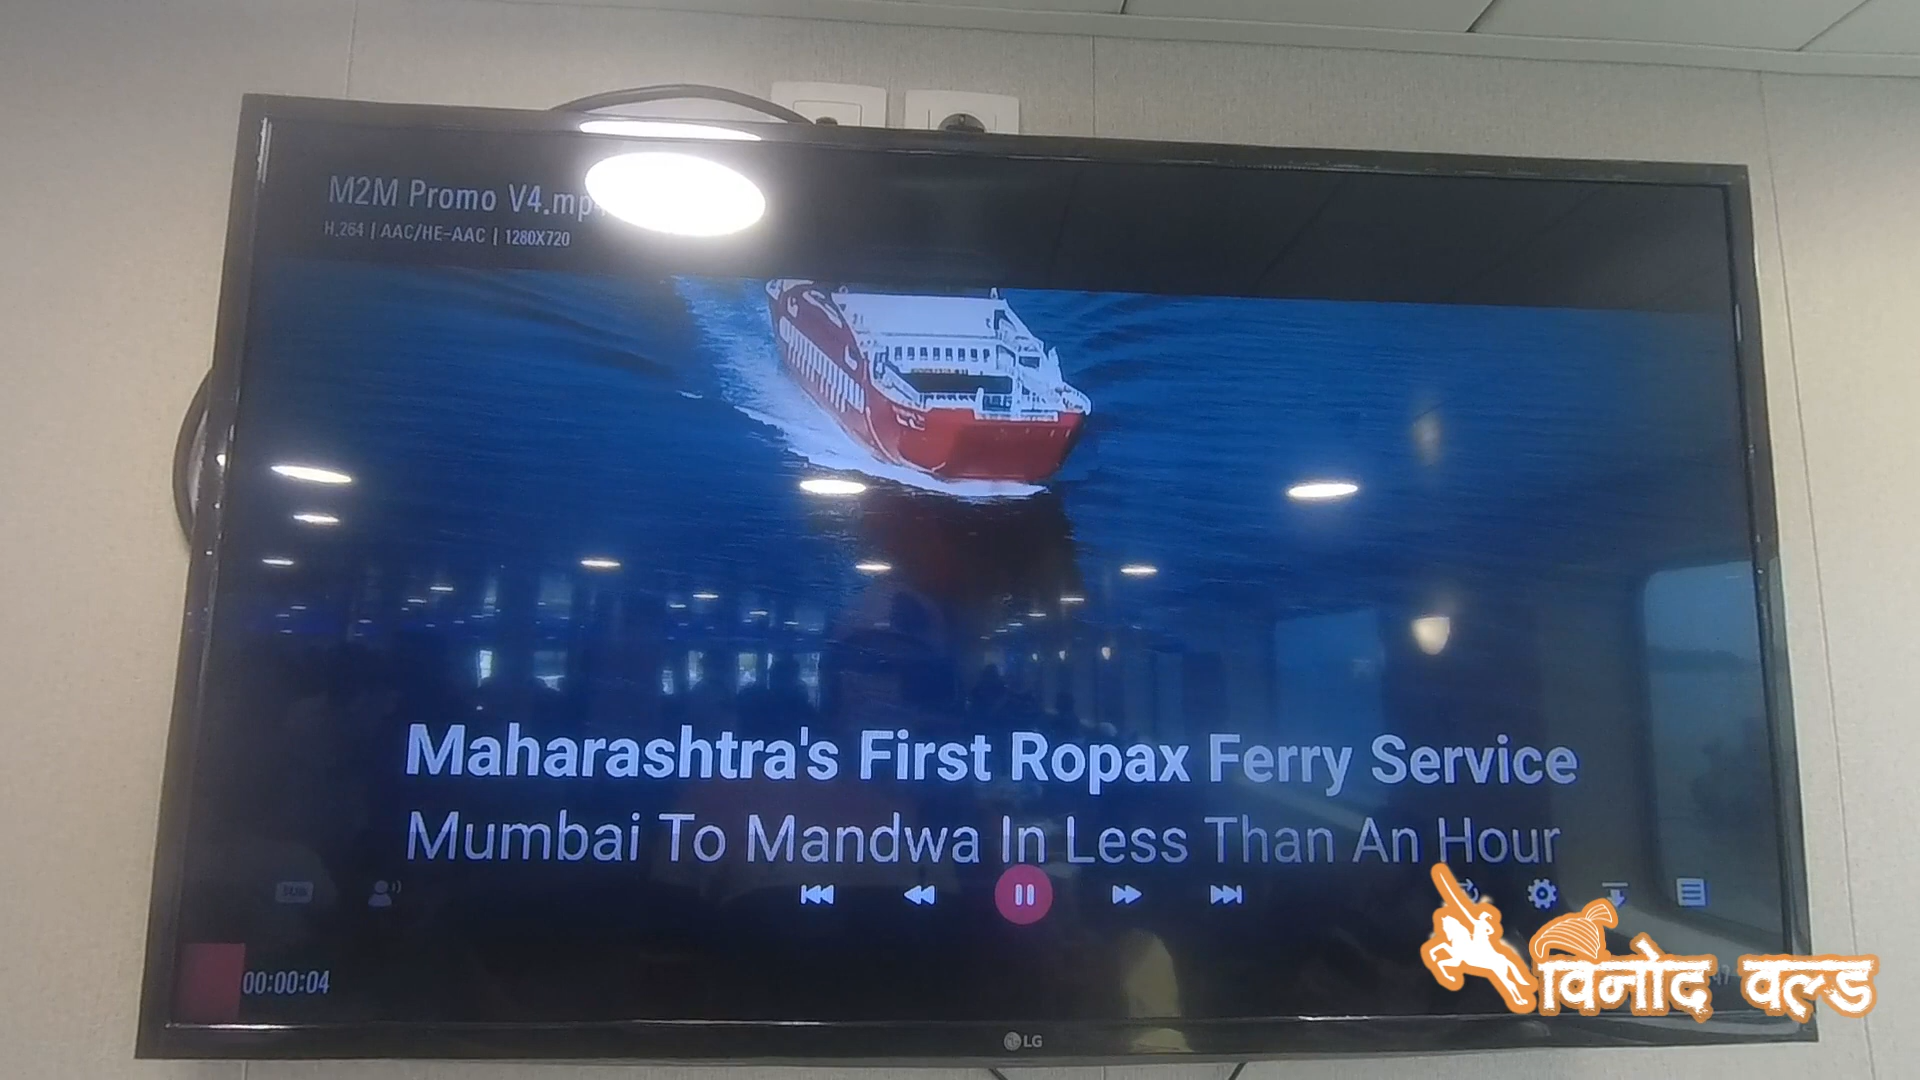 M2M Promo V4.mp4
H.264 | AAC/HE-AAC | 1280X720
Maharashtra's First Ropax Ferry Service
Mumbai To Mandwa In Less Than An Hour
00:00:04
विनोद वर्ल्ड
LG